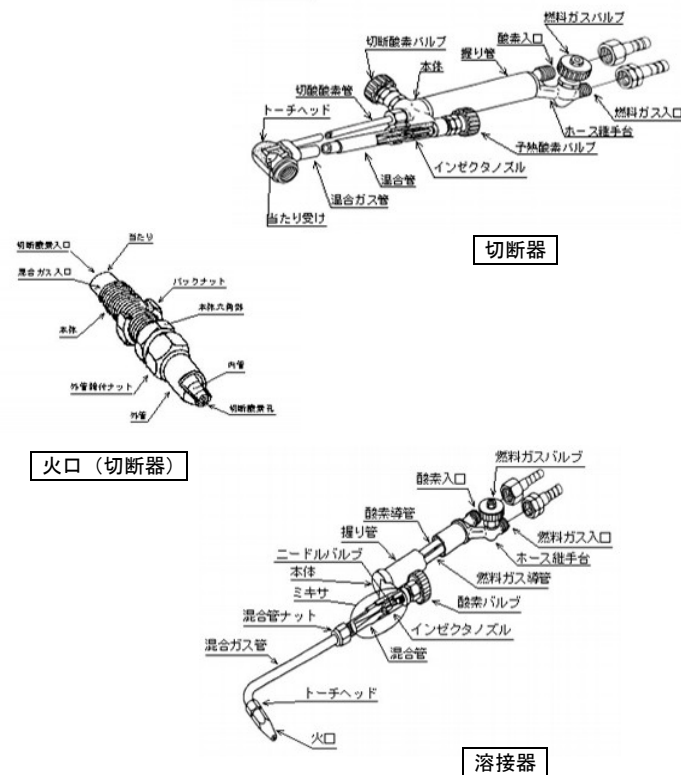 燃料ガスバルブ
酸素入口
切断酸素バルブ
握り管
本体
切酸酸素管
トーチヘッド
燃料ガス入口
ホース継手台
予熱酸素バルブ
インゼクタノズル
混合管
混合ガス管
当たり受け
切断器
当たり
切断酸素入口
混合ガス入口
バックナット
本体六角部
本体
内管
外管締付ナット
切断酸素孔
外管
火口（切断器）
燃料ガスバルブ
酸素入口
酸素導管
握り管
燃料ガス入口
ニードルバルブ
ホース継手台
本体
燃料ガス導管
ミキサ
酸素バルブ
混合管ナット
インゼクタノズル
混合ガス管
混合管
トーチヘッド
火口
溶接器